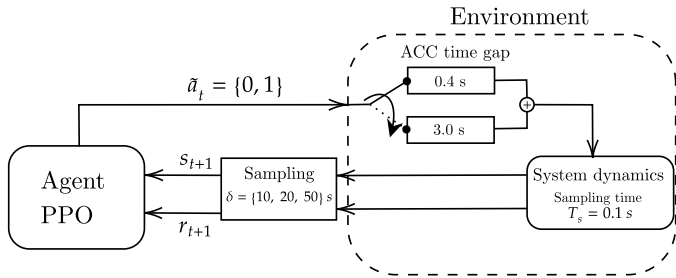 Environment
ACC time gap
ã_t = {0, 1}
0.4 s
3.0 s
Agent
PPO
s_{t+1}
r_{t+1}
Sampling
δ = {10, 20, 50} s
System dynamics
Sampling time
T_s = 0.1 s